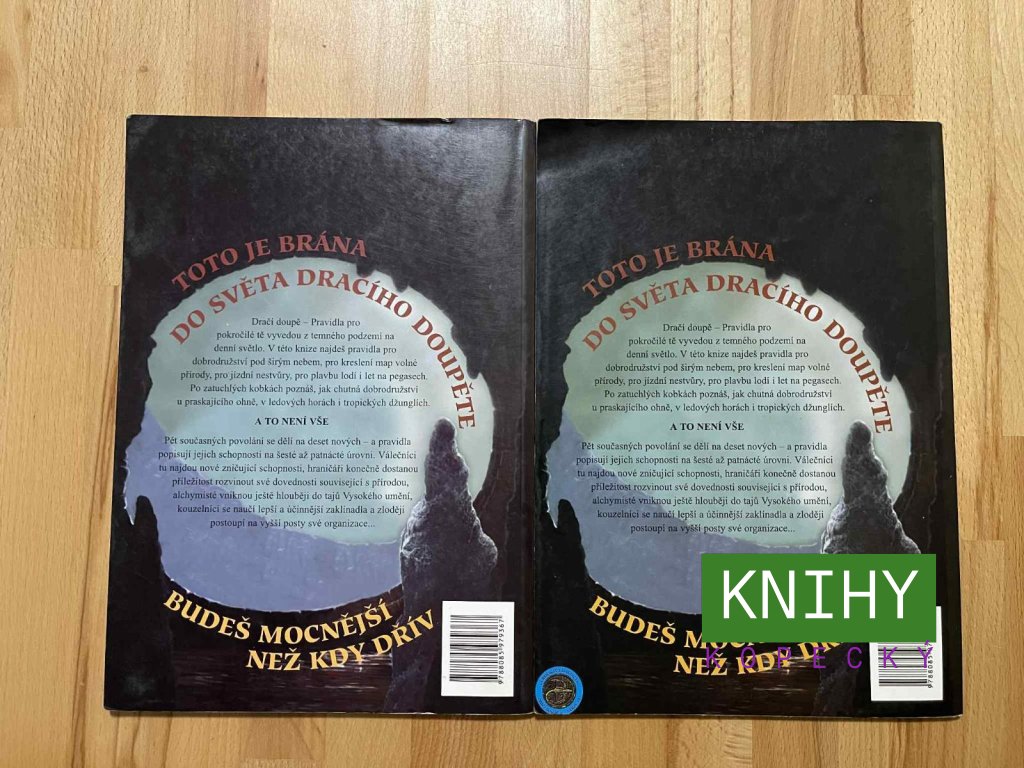 TOTO JE BRÁNA
DO SVĚTA DRAČÍHO DOUPĚTE
Dračí doupě – Pravidla pro
pokročilé tě vyvedou z temného podzemí na
denní světlo. V této knize najdeš pravidla pro
dobrodružství pod širým nebem, pro kreslení map volné
přírody, pro jízdní nestvůry, pro plavbu lodí i let na pegasech.
Po zatuchlých kobkách poznáš, jak chutná dobrodružství
u praskajícího ohně, v ledových horách i tropických džunglích.
A TO NENÍ VŠE
Pět současných povolání se dělí na deset nových – a pravidla
popisují jejich schopnosti na šesté až patnácté úrovni. Válečníci
tu najdou nové zničující schopnosti, hraničáři konečně dostanou
příležitost rozvinout své dovednosti související s přírodou,
alchymisté vniknou ještě hlouběji do tajů Vysokého umění,
kouzelníci se naučí lepší a účinnější zaklínadla a zloději
postoupí na vyšší posty své organizace...
BUDEŠ MOCNĚJŠÍ
NEŽ KDY DŘÍV
9788085979367
TOTO JE BRÁNA
DO SVĚTA DRAČÍHO DOUPĚTE
Dračí doupě – Pravidla pro
pokročilé tě vyvedou z temného podzemí na
denní světlo. V této knize najdeš pravidla pro
dobrodružství pod širým nebem, pro kreslení map volné
přírody, pro jízdní nestvůry, pro plavbu lodí i let na pegasech.
Po zatuchlých kobkách poznáš, jak chutná dobrodružství
u praskajícího ohně, v ledových horách i tropických džunglích.
A TO NENÍ VŠE
Pět současných povolání se dělí na deset nových – a pravidla
popisují jejich schopnosti na šesté až patnácté úrovni. Válečníci
tu najdou nové zničující schopnosti, hraničáři konečně dostanou
příležitost rozvinout své dovednosti související s přírodou,
alchymisté vniknou ještě hlouběji do tajů Vysokého umění,
kouzelníci se naučí lepší a účinnější zaklínadla a zloději
postoupí na vyšší posty své organizace...
BUDEŠ
NEŽ KDY
KNIHY
KOPECKÝ